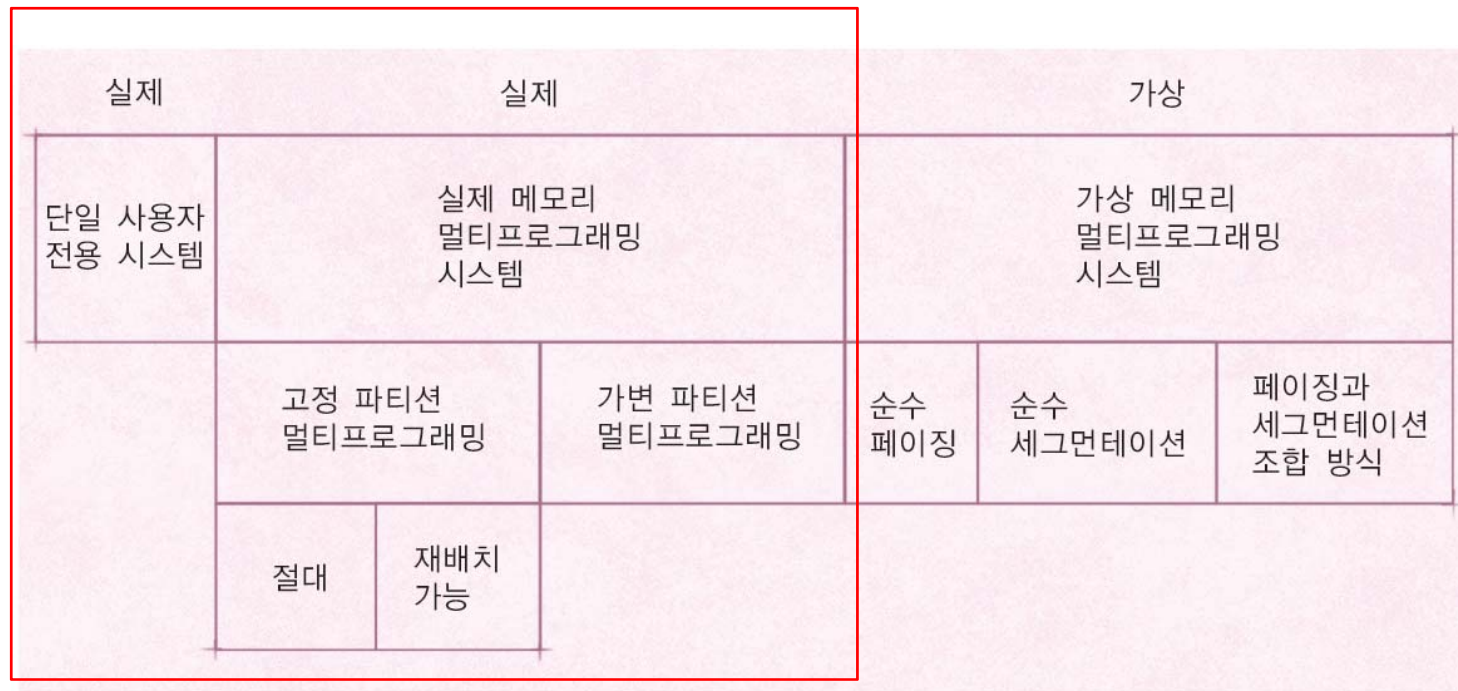 실제
실제
가상
단일 사용자
전용 시스템
실제 메모리
멀티프로그래밍
시스템
가상 메모리
멀티프로그래밍
시스템
고정 파티션
멀티프로그래밍
가변 파티션
멀티프로그래밍
순수
페이징
순수
세그먼테이션
페이징과
세그먼테이션
조합 방식
절대
재배치
가능